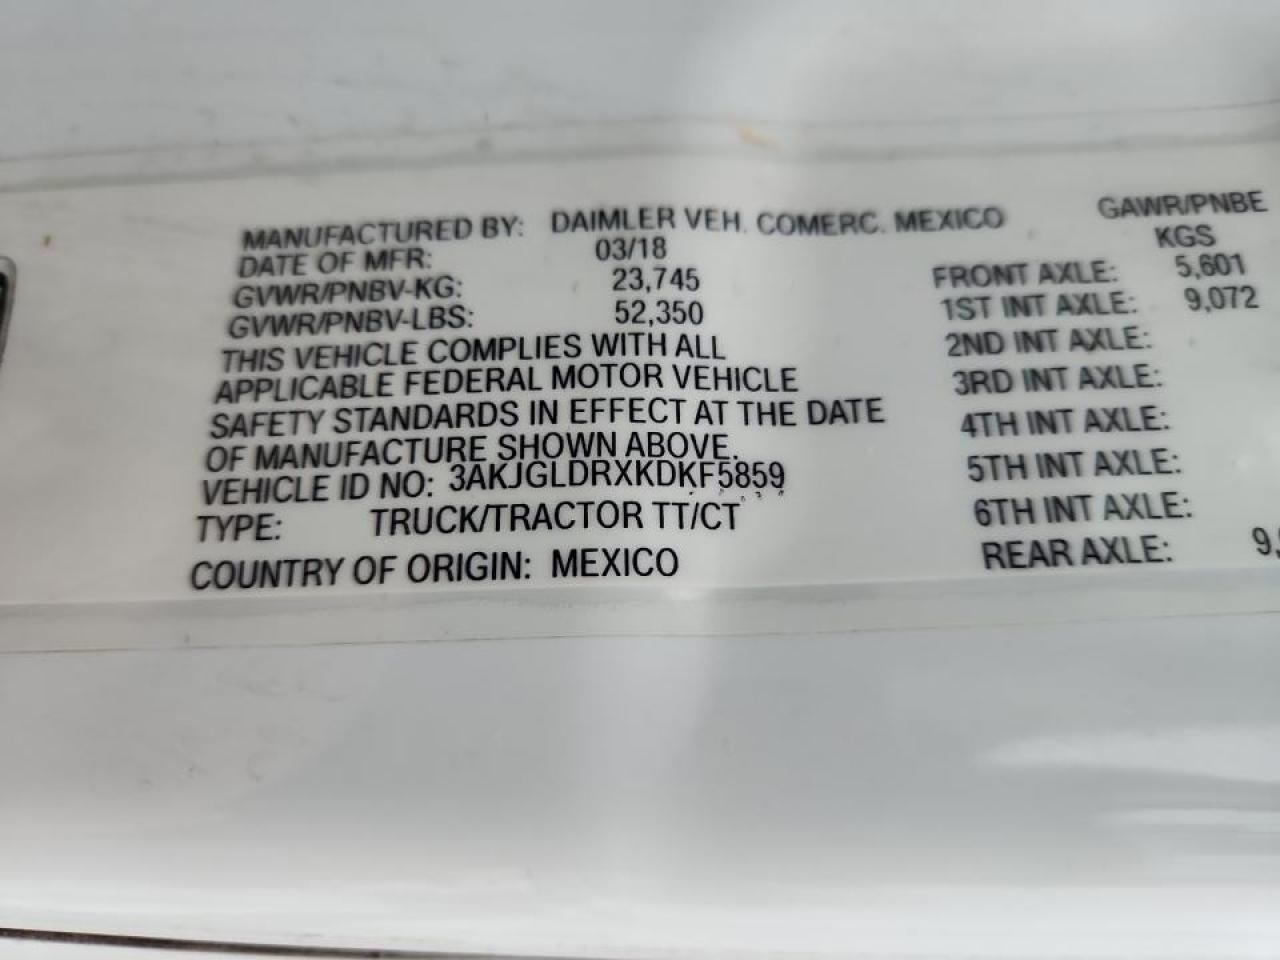 MANUFACTURED BY: DAIMLER VEH. COMERC. MEXICO GAWR/PNBE
DATE OF MFR: 03/18 KGS
GVWR/PNBV-KG: 23,745 FRONT AXLE: 5,601
GVWR/PNBV-LBS: 52,350 1ST INT AXLE: 9,072
THIS VEHICLE COMPLIES WITH ALL 2ND INT AXLE:
APPLICABLE FEDERAL MOTOR VEHICLE 3RD INT AXLE:
SAFETY STANDARDS IN EFFECT AT THE DATE 4TH INT AXLE:
OF MANUFACTURE SHOWN ABOVE. 5TH INT AXLE:
VEHICLE ID NO: 3AKJGLDRXKDKF5859 6TH INT AXLE:
TYPE: TRUCK/TRACTOR TT/CT REAR AXLE:
COUNTRY OF ORIGIN: MEXICO